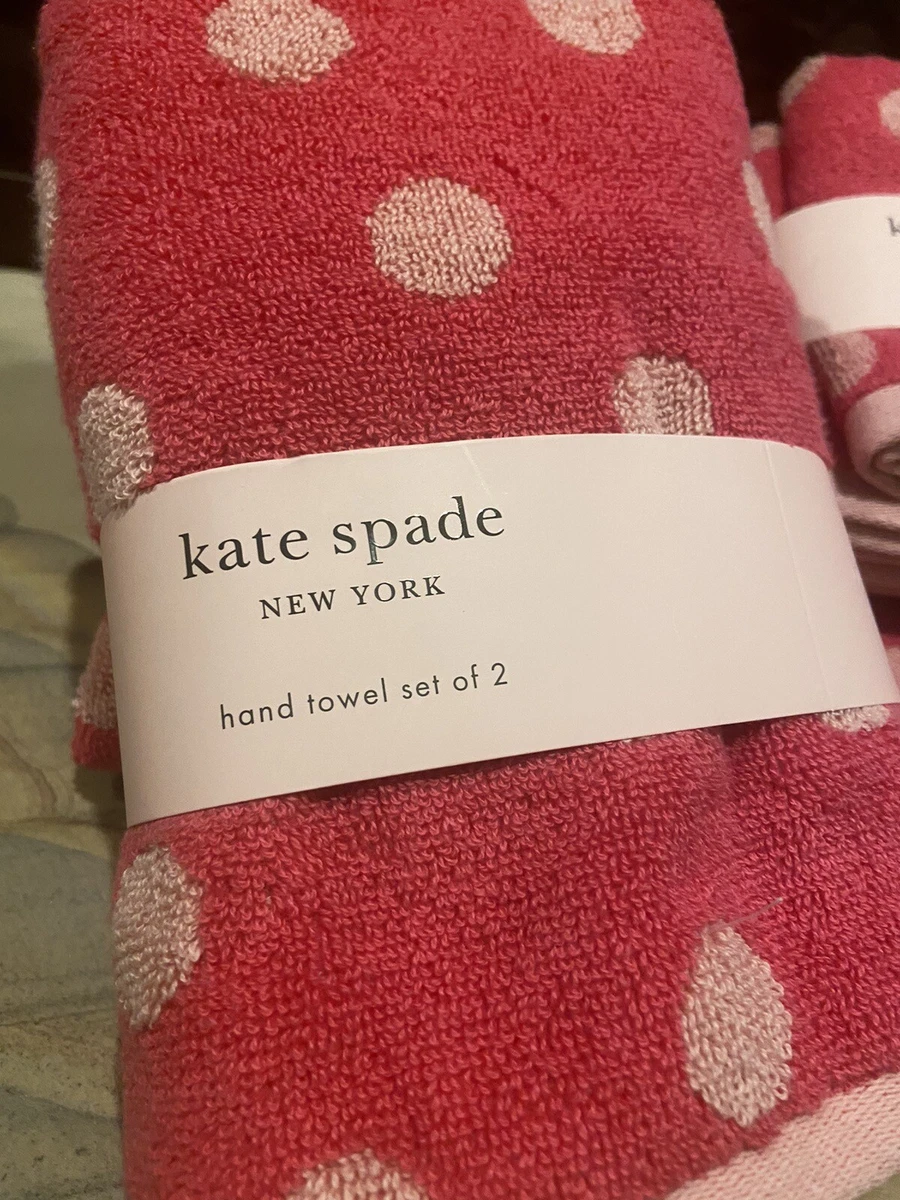 kate spade
NEW YORK
hand towel set of 2
k